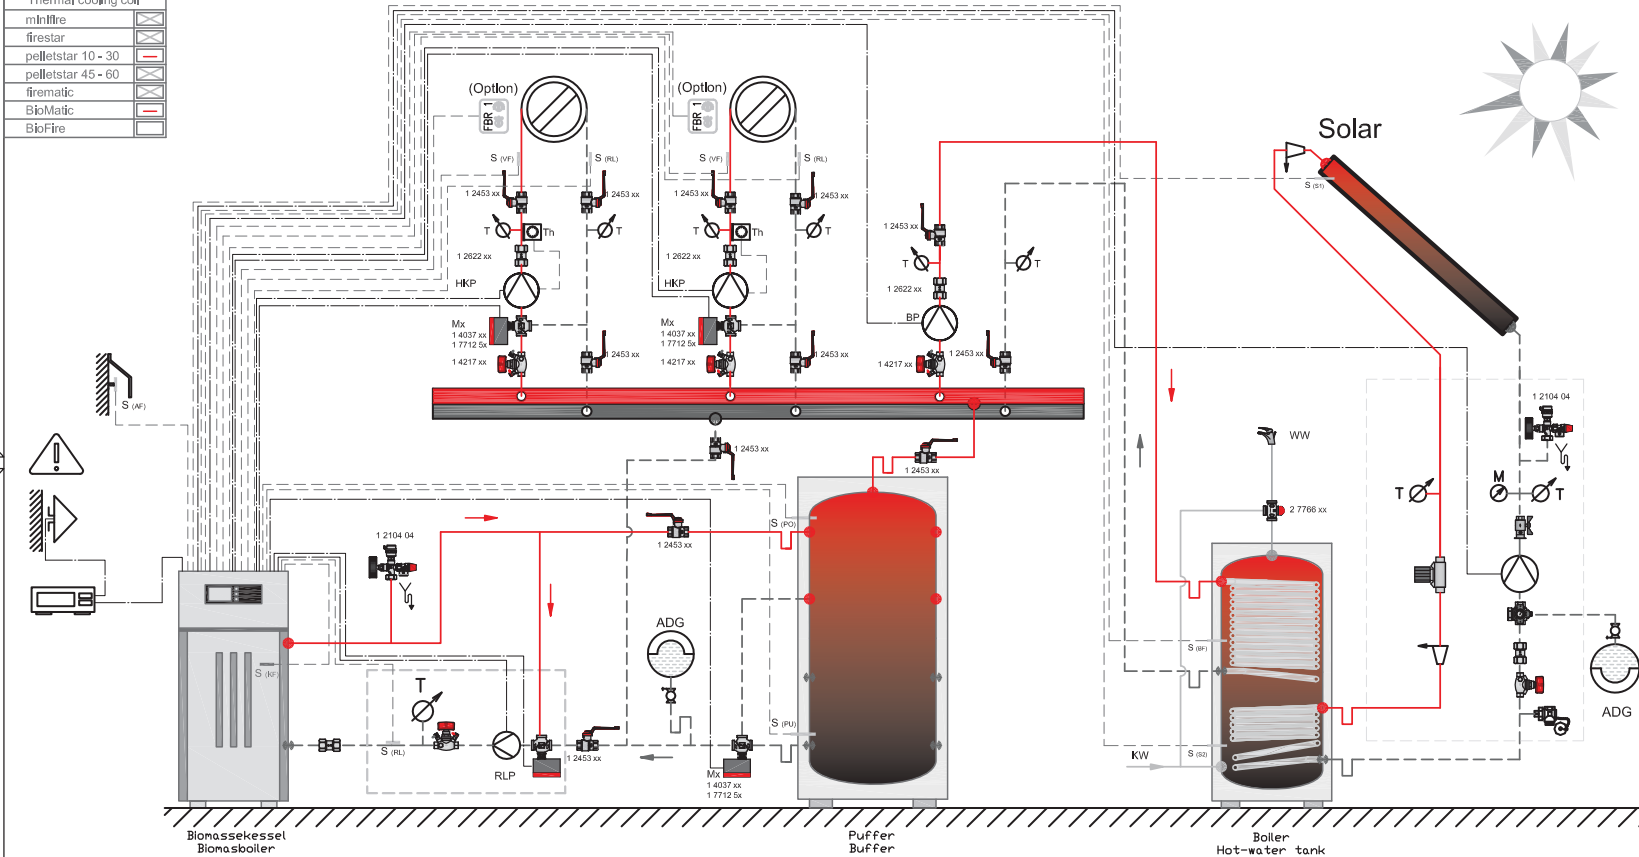 Thermal cooling coil
minifire
firestar
pelletstar 10 - 30
pelletstar 45 - 60
firematic
BioMatic
BioFire
(Option)
FBR 1
(Option)
FBR 1
Solar
S (VF)
S (RL)
S (VF)
S (RL)
S (S1)
1 2453 xx
1 2453 xx
1 2453 xx
1 2453 xx
1 2453 xx
T
Th
T
T
Th
T
T
T
1 2622 xx
1 2622 xx
1 2622 xx
HKP
HKP
BP
Mx
1 4037 xx
1 7712 5x
Mx
1 4037 xx
1 7712 5x
1 4217 xx
1 2453 xx
1 4217 xx
1 2453 xx
1 4217 xx
1 2453 xx
S (AF)
1 2104 04
WW
1 2453 xx
1 2453 xx
M
T
T
2 7766 xx
S (PO)
1 2104 04
1 2453 xx
ADG
S (BF)
S (KF)
T
ADG
S (PU)
S (RL)
KW
S (S2)
1 2453 xx
RLP
Mx
1 4037 xx
1 7712 5x
Biomassekessel
Biomasboiler
Puffer
Buffer
Boiler
Hot-water tank